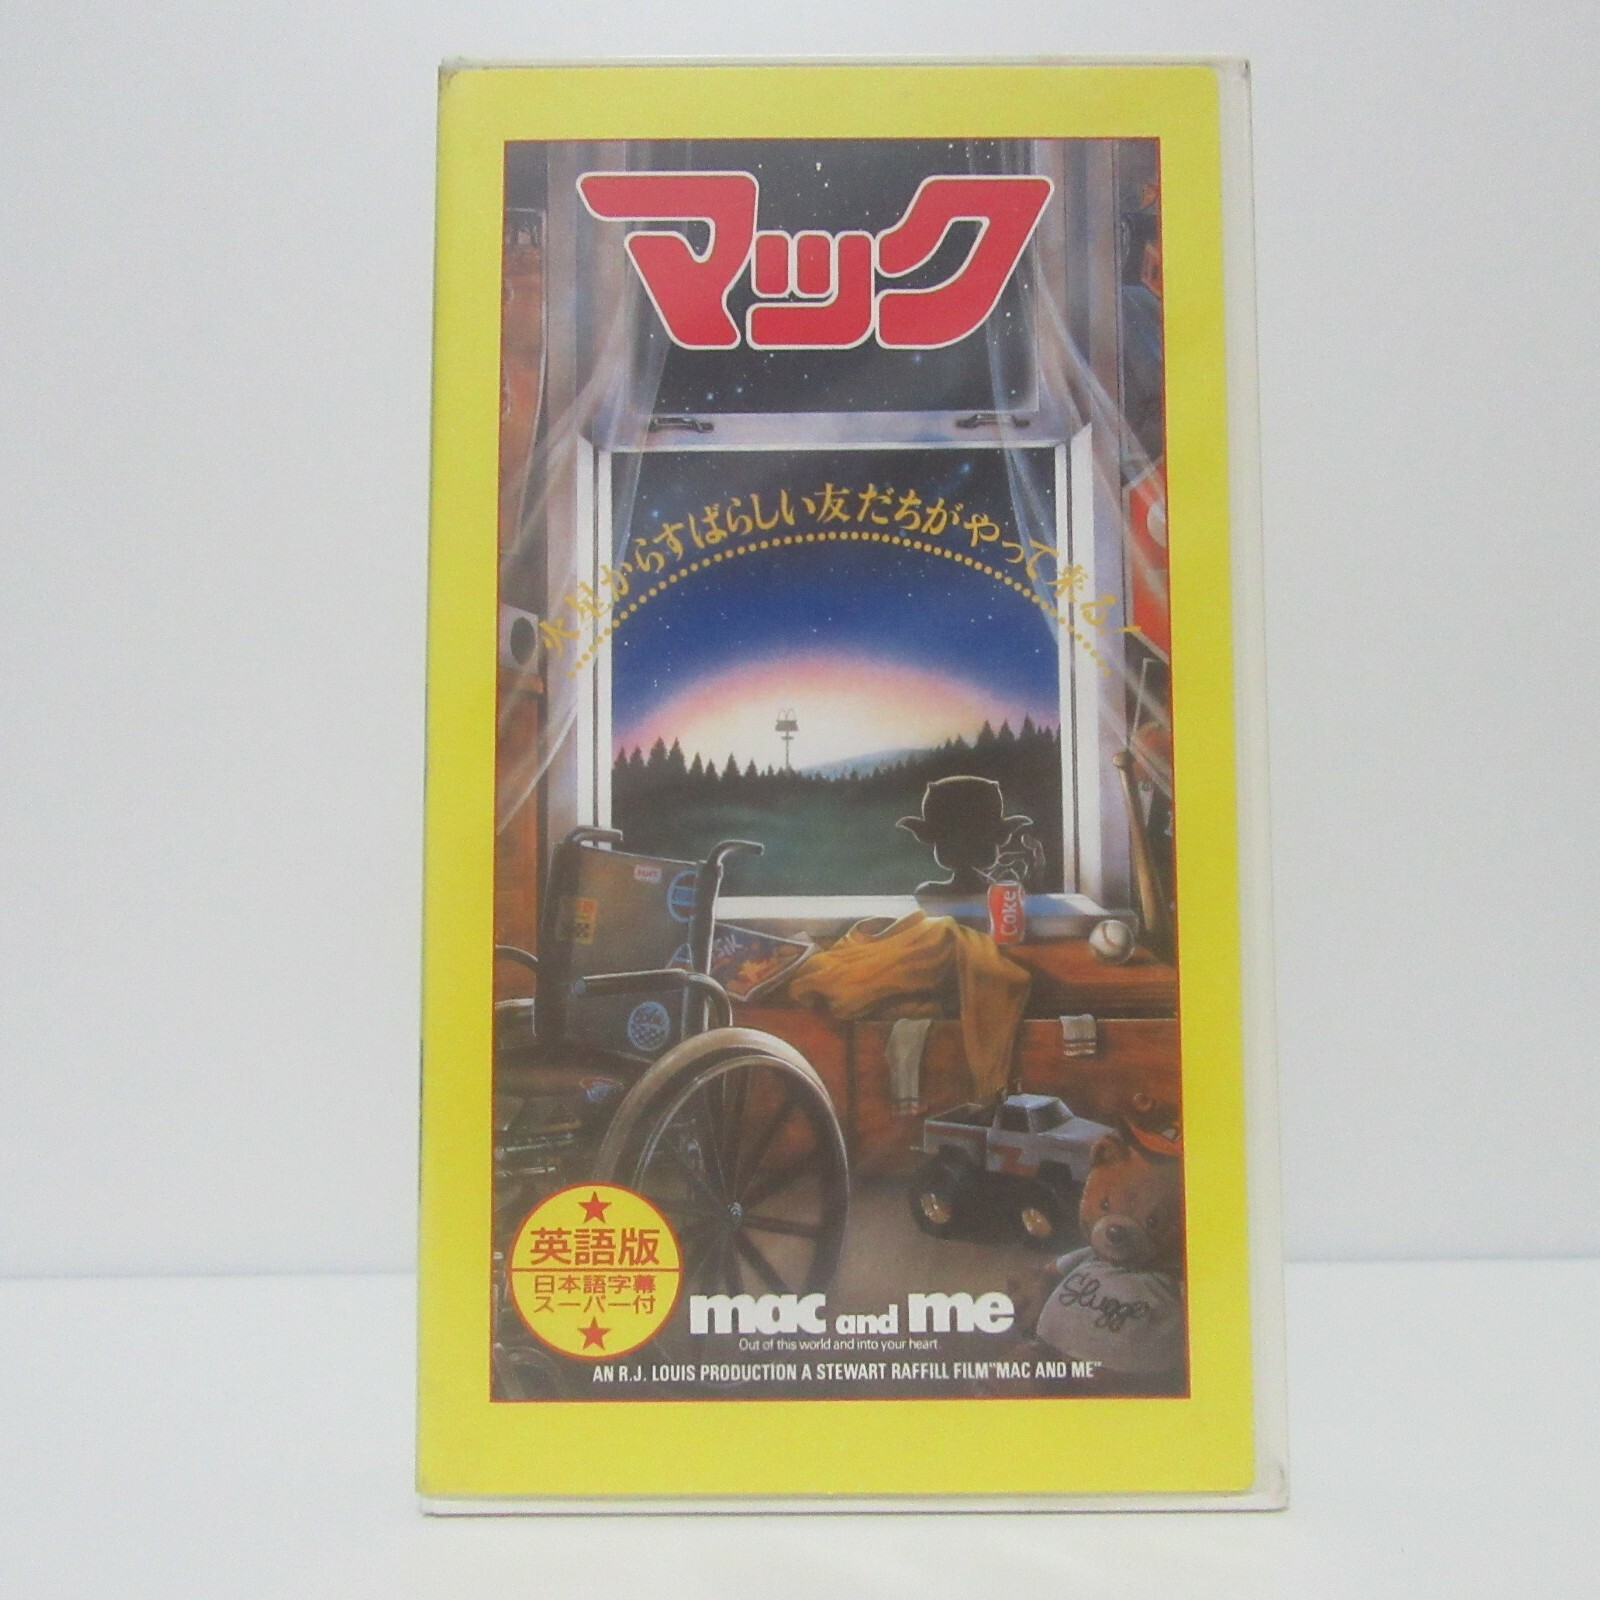 マック
火星からすばらしい友だちがやって来る!
Coke
英語版
日本語字幕
スーパー付
Slugger
mac and me
Out of this world and into your heart
AN R.J. LOUIS PRODUCTION A STEWART RAFFILL FILM "MAC AND ME"